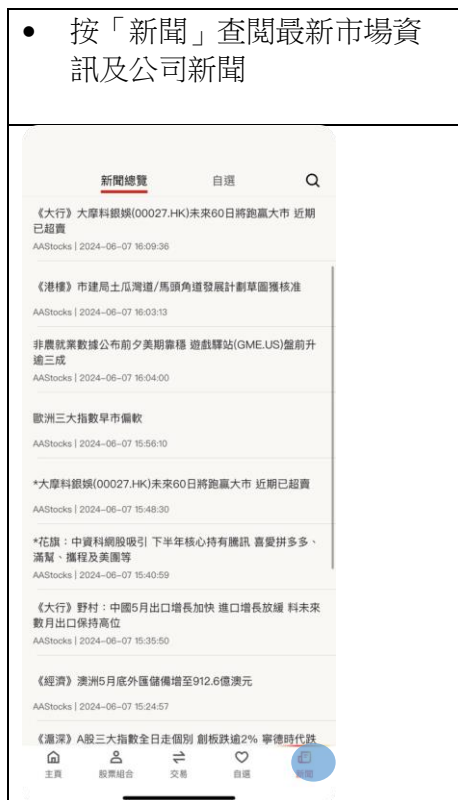 • 按「新聞」查閱最新市場資
訊及公司新聞
新聞總覽 自選
《大行》大摩料銀娛(00027.HK)未來60日將跑贏大市 近期
已超賣
AAStocks | 2024-06-07 16:09:36
《港樓》市建局土瓜灣道/馬頭角道發展計劃草圖獲核准
AAStocks | 2024-06-07 16:03:13
非農就業數據公布前夕美期靠穩 遊戲驛站(GME.US)盤前升
逾三成
AAStocks | 2024-06-07 16:04:00
歐洲三大指數早市偏軟
AAStocks | 2024-06-07 15:56:10
*大摩料銀娛(00027.HK)未來60日將跑贏大市 近期已超賣
AAStocks | 2024-06-07 15:48:30
*花旗：中資科網股吸引 下半年核心持有騰訊 喜愛拼多多、
滿幫、攜程及美團等
AAStocks | 2024-06-07 15:40:59
《大行》野村：中國5月出口增長加快 進口增長放緩 料未來
數月出口保持高位
AAStocks | 2024-06-07 15:35:50
《經濟》澳洲5月底外匯儲備增至912.6億澳元
AAStocks | 2024-06-07 15:24:57
《滬深》A股三大指數全日走個別 創板跌逾2% 寧德時代跌
主頁 股票組合 交易 自選 新聞